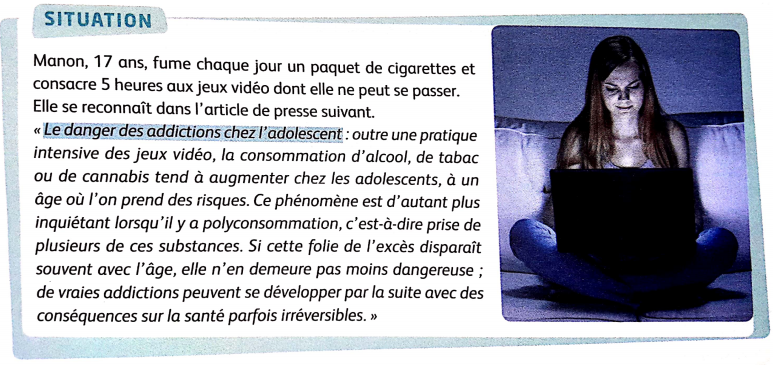 SITUATION
Manon, 17 ans, fume chaque jour un paquet de cigarettes et
consacre 5 heures aux jeux vidéo dont elle ne peut se passer.
Elle se reconnaît dans l'article de presse suivant.
« Le danger des addictions chez l'adolescent : outre une pratique
intensive des jeux vidéo, la consommation d'alcool, de tabac
ou de cannabis tend à augmenter chez les adolescents, à un
âge où l'on prend des risques. Ce phénomène est d'autant plus
inquiétant lorsqu'il y a polyconsommation, c'est-à-dire prise de
plusieurs de ces substances. Si cette folie de l'excès disparaît
souvent avec l'âge, elle n'en demeure pas moins dangereuse ;
de vraies addictions peuvent se développer par la suite avec des
conséquences sur la santé parfois irréversibles. »